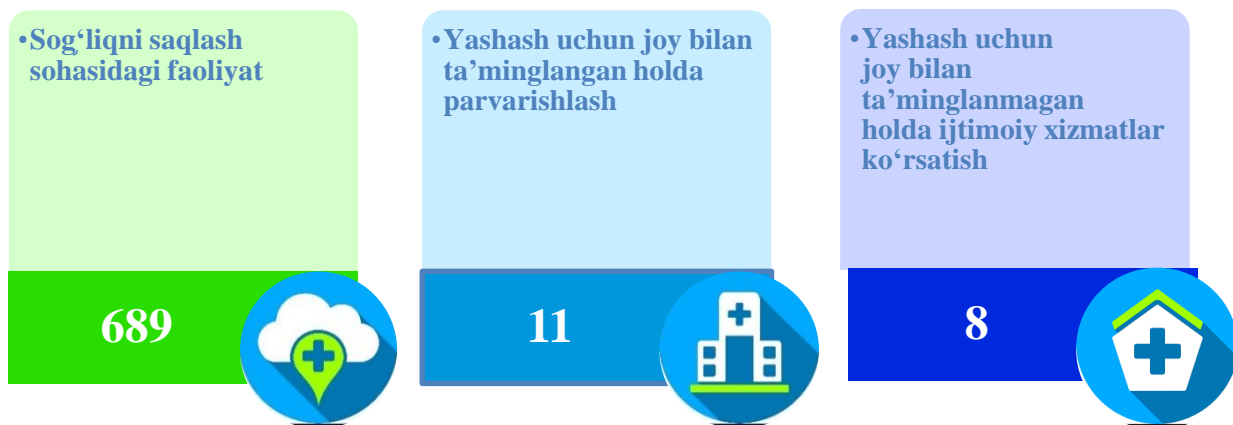 •Sog‘liqni saqlash
sohasidagi faoliyat
689
•Yashash uchun joy bilan
ta’minglangan holda
parvarishlash
11
•Yashash uchun
joy bilan
ta’minglanmagan
holda ijtimoiy xizmatlar
ko‘rsatish
8